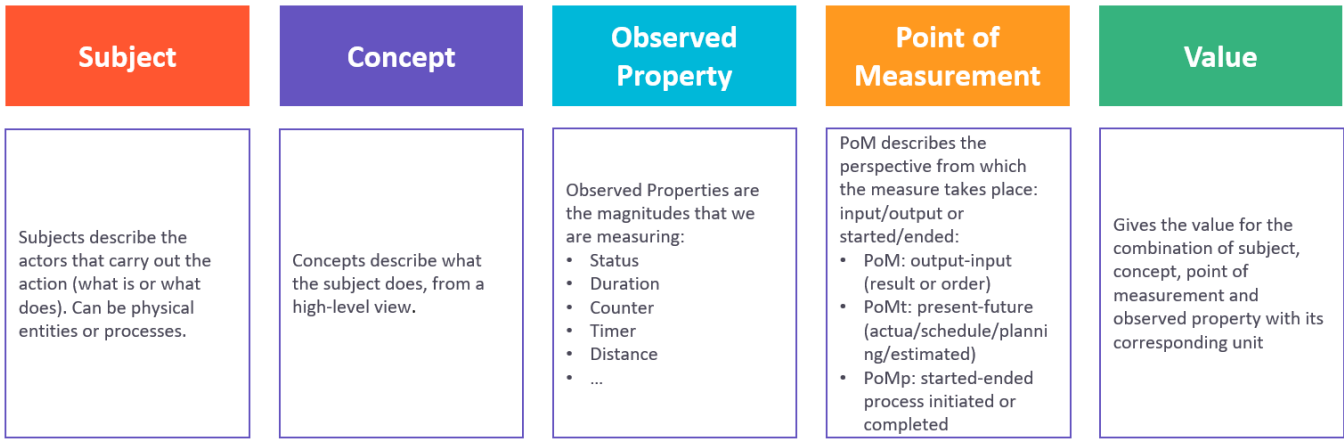 Subject
Subjects describe the
actors that carry out the
action (what is or what
does). Can be physical
entities or processes.
Concept
Concepts describe what
the subject does, from a
high-level view.
Observed
Property
Observed Properties are
the magnitudes that we
are measuring:
• Status
• Duration
• Counter
• Timer
• Distance
• ...
Point of
Measurement
PoM describes the
perspective from which
the measure takes place:
input/output or
started/ended:
• PoM: output-input
(result or order)
• PoMt: present-future
(actua/schedule/planni
ng/estimated)
• PoMp: started-ended
process initiated or
completed
Value
Gives the value for the
combination of subject,
concept, point of
measurement and
observed property with its
corresponding unit